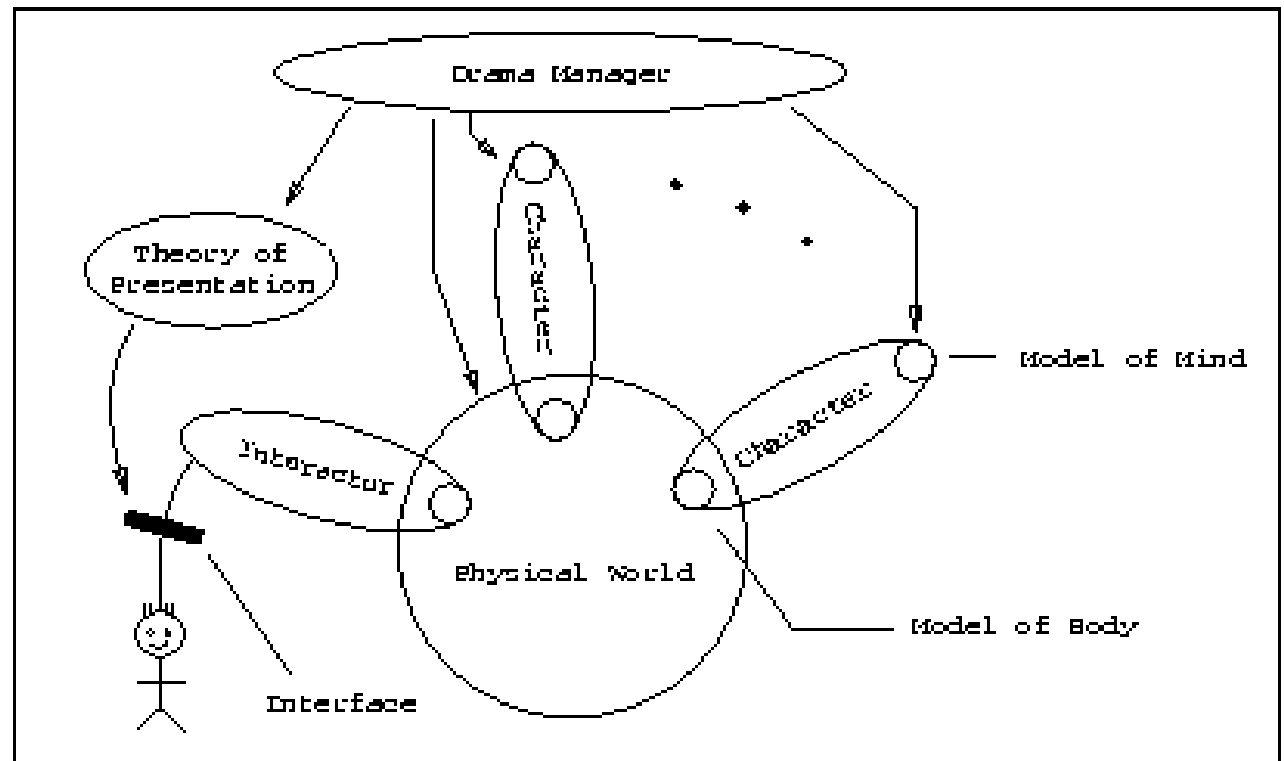 Drama Manager
Theory of
Presentation
Character
Model of Mind
Character
Interactor
Physical World
Model of Body
Interface